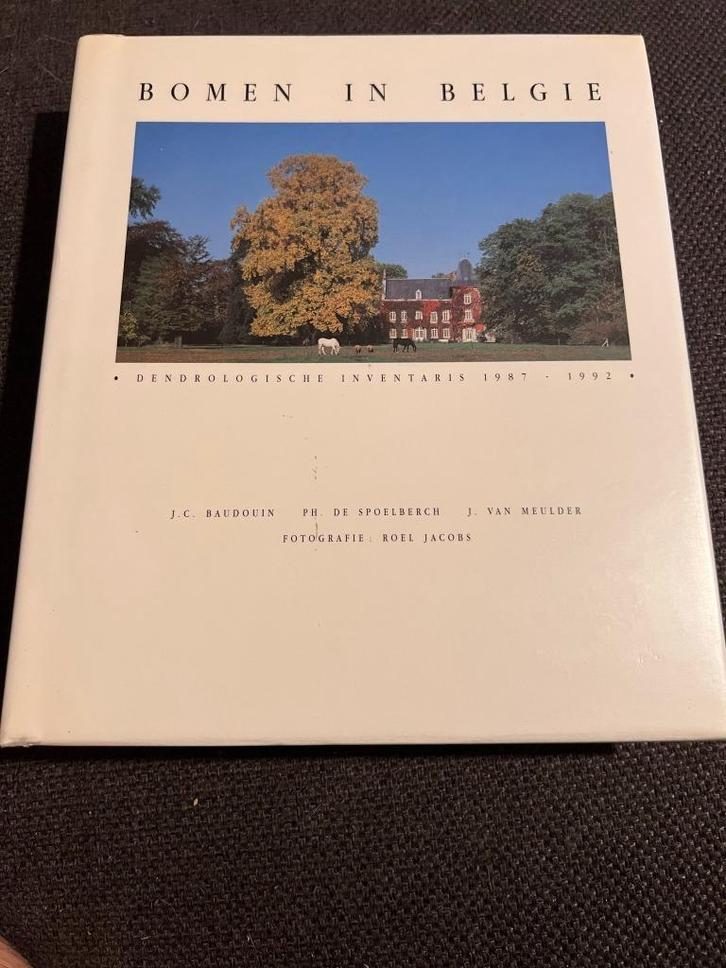 BOMEN IN BELGIE
• DENDROLOGISCHE INVENTARIS 1987 - 1992 •
J.C. BAUDOUIN PH. DE SPOELBERCH J. VAN MEULDER
FOTOGRAFIE: ROEL JACOBS